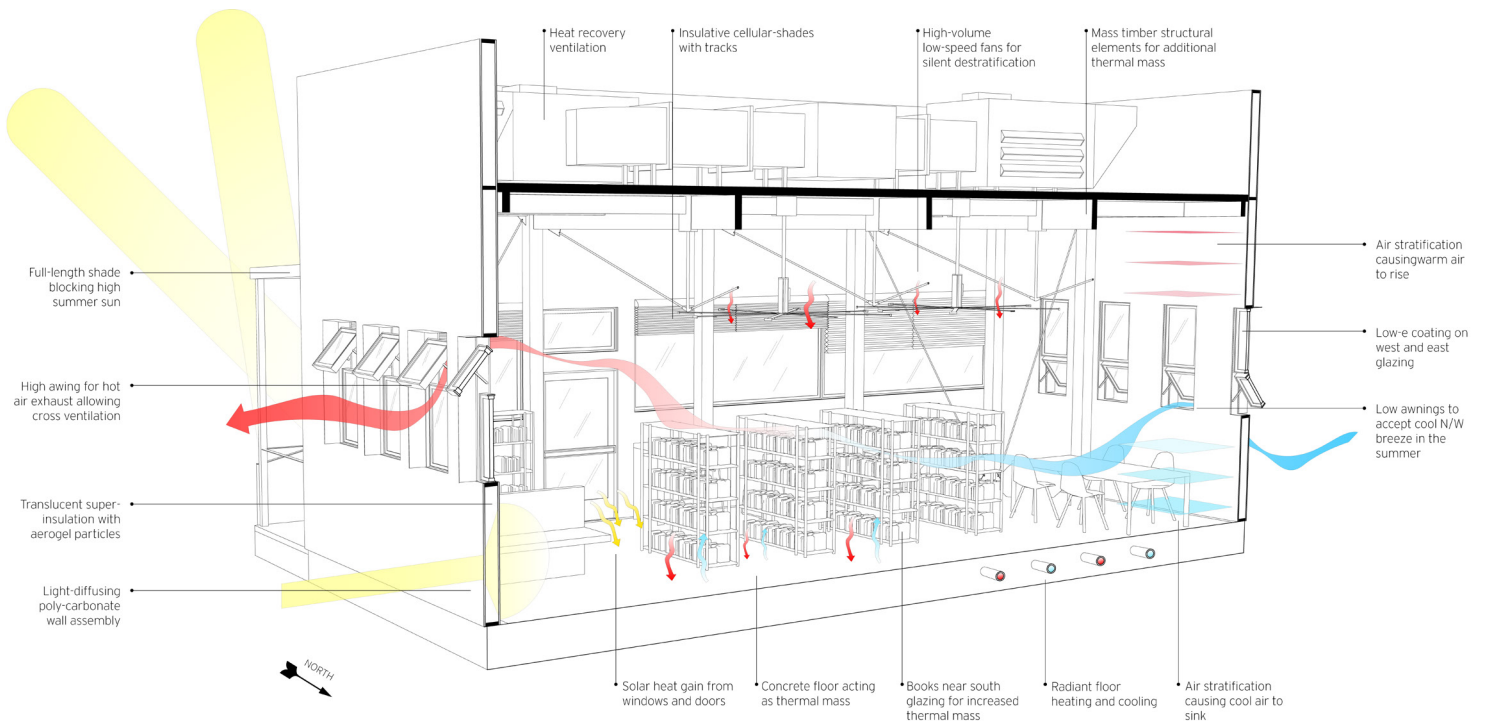 Heat recovery
ventilation
Insulative cellular-shades
with tracks
High-volume
low-speed fans for
silent destratification
Mass timber structural
elements for additional
thermal mass
Full-length shade
blocking high
summer sun
High awing for hot
air exhaust allowing
cross ventilation
Translucent super-
insulation with
aerogel particles
Light-diffusing
poly-carbonate
wall assembly
Air stratification
causingwarm air
to rise
Low-e coating on
west and east
glazing
Low awnings to
accept cool N/W
breeze in the
summer
NORTH
Solar heat gain from
windows and doors
Concrete floor acting
as thermal mass
Books near south
glazing for increased
thermal mass
Radiant floor
heating and cooling
Air stratification
causing cool air to
sink